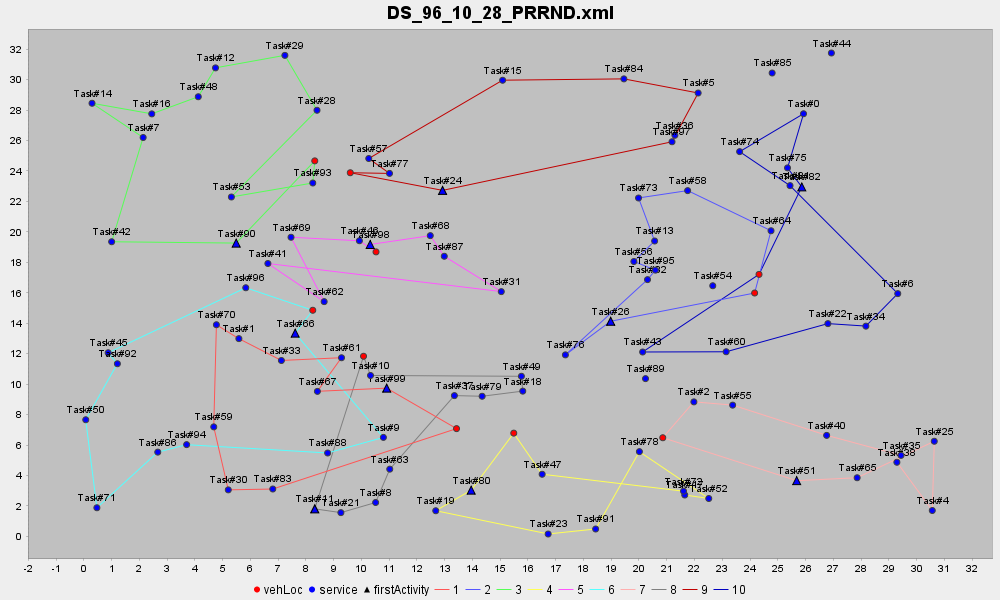 DS_96_10_28_PRRND.xml
32
30
28
26
24
22
20
18
16
14
12
10
8
6
4
2
0
-2 -1 0 1 2 3 4 5 6 7 8 9 10 11 12 13 14 15 16 17 18 19 20 21 22 23 24 25 26 27 28 29 30 31 32
Task#44
Task#29
Task#12
Task#15
Task#84
Task#85
Task#5
Task#14
Task#48
Task#16
Task#28
Task#0
Task#7
Task#36
Task#97
Task#74
Task#57
Task#77
Task#75
Task#93
Task#24
Task#82
Task#53
Task#73
Task#58
Task#42
Task#90
Task#69
Task#98
Task#68
Task#13
Task#64
Task#41
Task#87
Task#56
Task#95
Task#32
Task#96
Task#62
Task#31
Task#54
Task#6
Task#70
Task#1
Task#66
Task#26
Task#22
Task#34
Task#45
Task#92
Task#33
Task#61
Task#76
Task#43
Task#60
Task#67
Task#10
Task#99
Task#49
Task#18
Task#37
Task#79
Task#89
Task#50
Task#59
Task#9
Task#2
Task#55
Task#86
Task#94
Task#88
Task#78
Task#40
Task#25
Task#35
Task#38
Task#63
Task#47
Task#51
Task#65
Task#71
Task#30
Task#83
Task#11
Task#21
Task#8
Task#80
Task#19
Task#52
Task#23
Task#91
Task#4
vehLoc service firstActivity 1 2 3 4 5 6 7 8 9 10